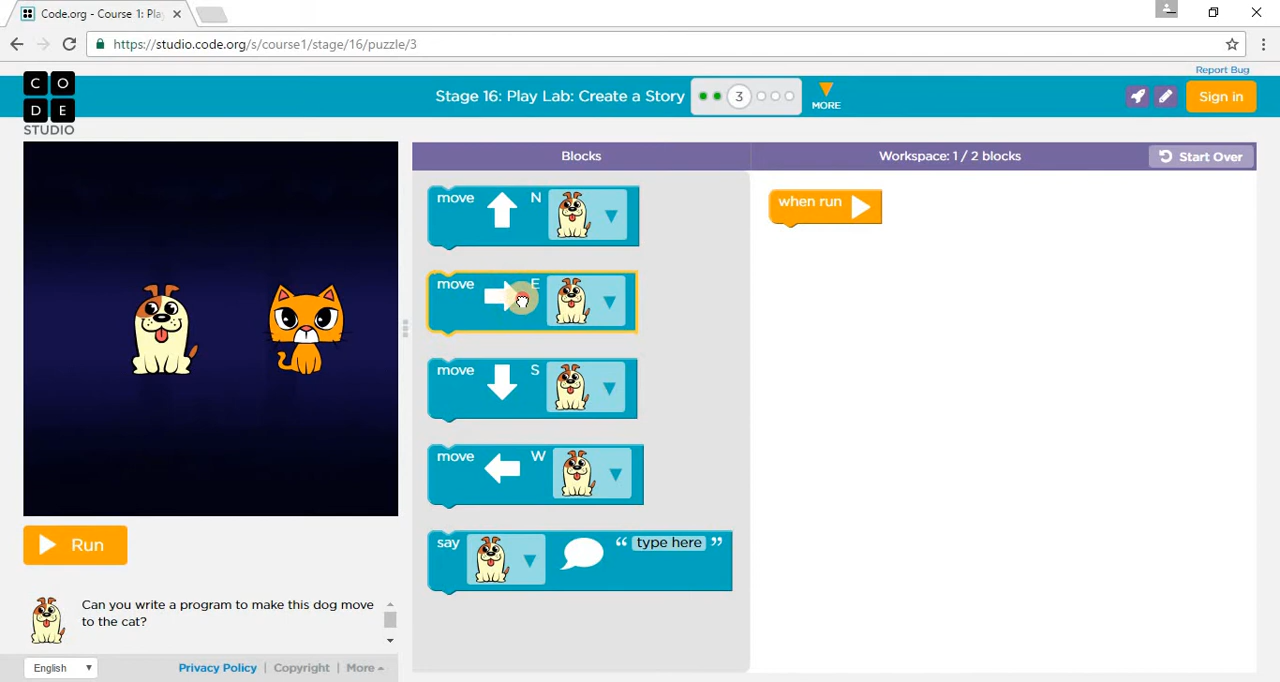 Code.org - Course 1: Pla
https://studio.code.org/s/course1/stage/16/puzzle/3
Report Bug
C O
D E
STUDIO
Stage 16: Play Lab: Create a Story
3
MORE
Sign in
Blocks
Workspace: 1 / 2 blocks
Start Over
move N
when run
move E
move S
move W
say “ type here ”
Run
Can you write a program to make this dog move
to the cat?
English
Privacy Policy | Copyright | More